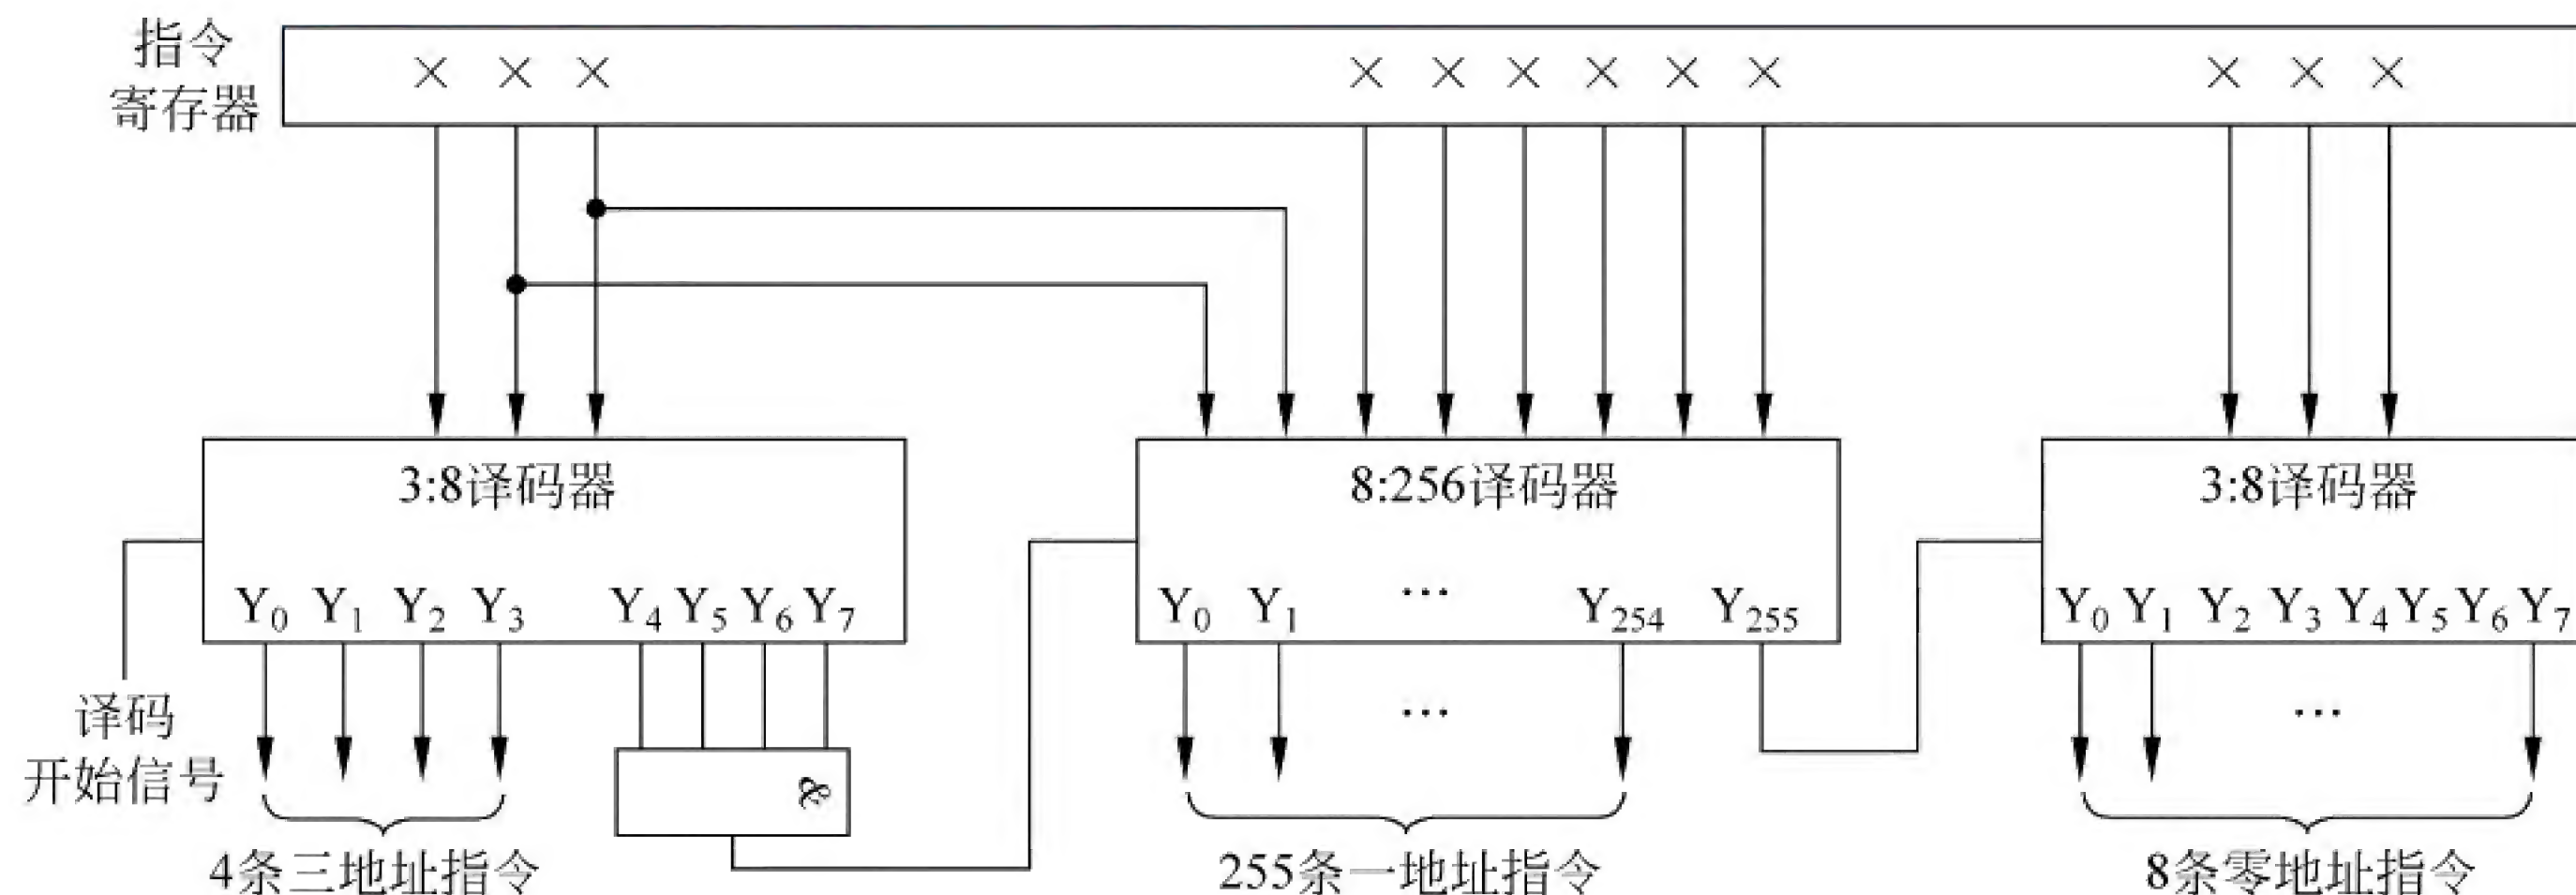 指令
寄存器
× × ×
× × × × × ×
× × ×
3:8译码器
8:256译码器
3:8译码器
Y₀ Y₁ Y₂ Y₃ Y₄ Y₅ Y₆ Y₇
Y₀ Y₁ … Y₂₅₄ Y₂₅₅
Y₀ Y₁ Y₂ Y₃ Y₄ Y₅ Y₆ Y₇
译码
开始信号
&
…
…
4条三地址指令
255条一地址指令
8条零地址指令